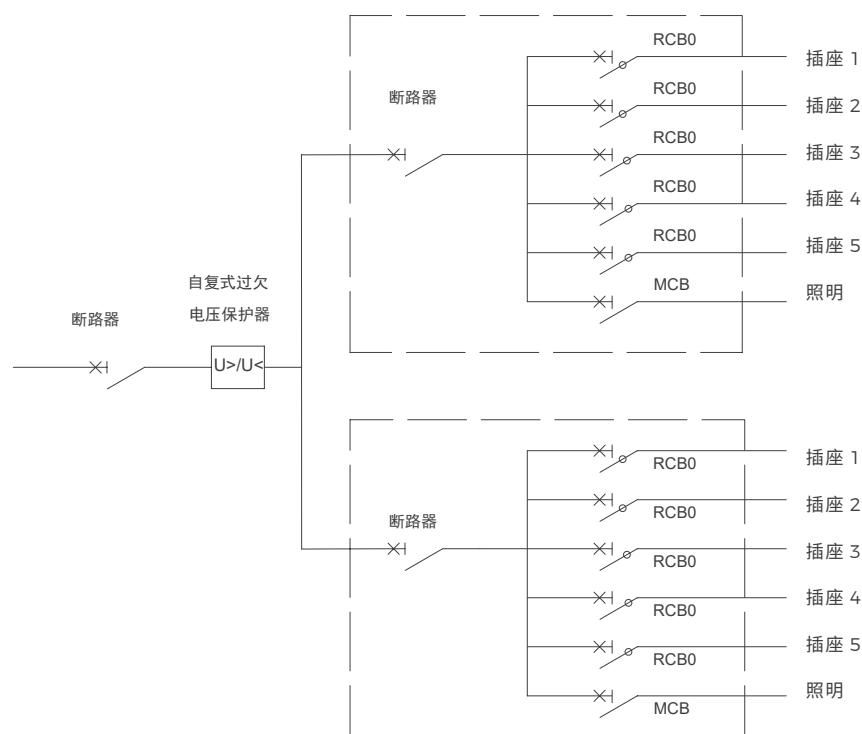 RCB0
插座 1
断路器
RCB0
插座 2
RCB0
插座 3
RCB0
插座 4
RCB0
插座 5
自复式过欠
电压保护器
MCB
照明
断路器
U>/U<
插座 1
RCB0
插座 2
断路器
RCB0
插座 3
RCB0
插座 4
RCB0
插座 5
RCB0
照明
MCB